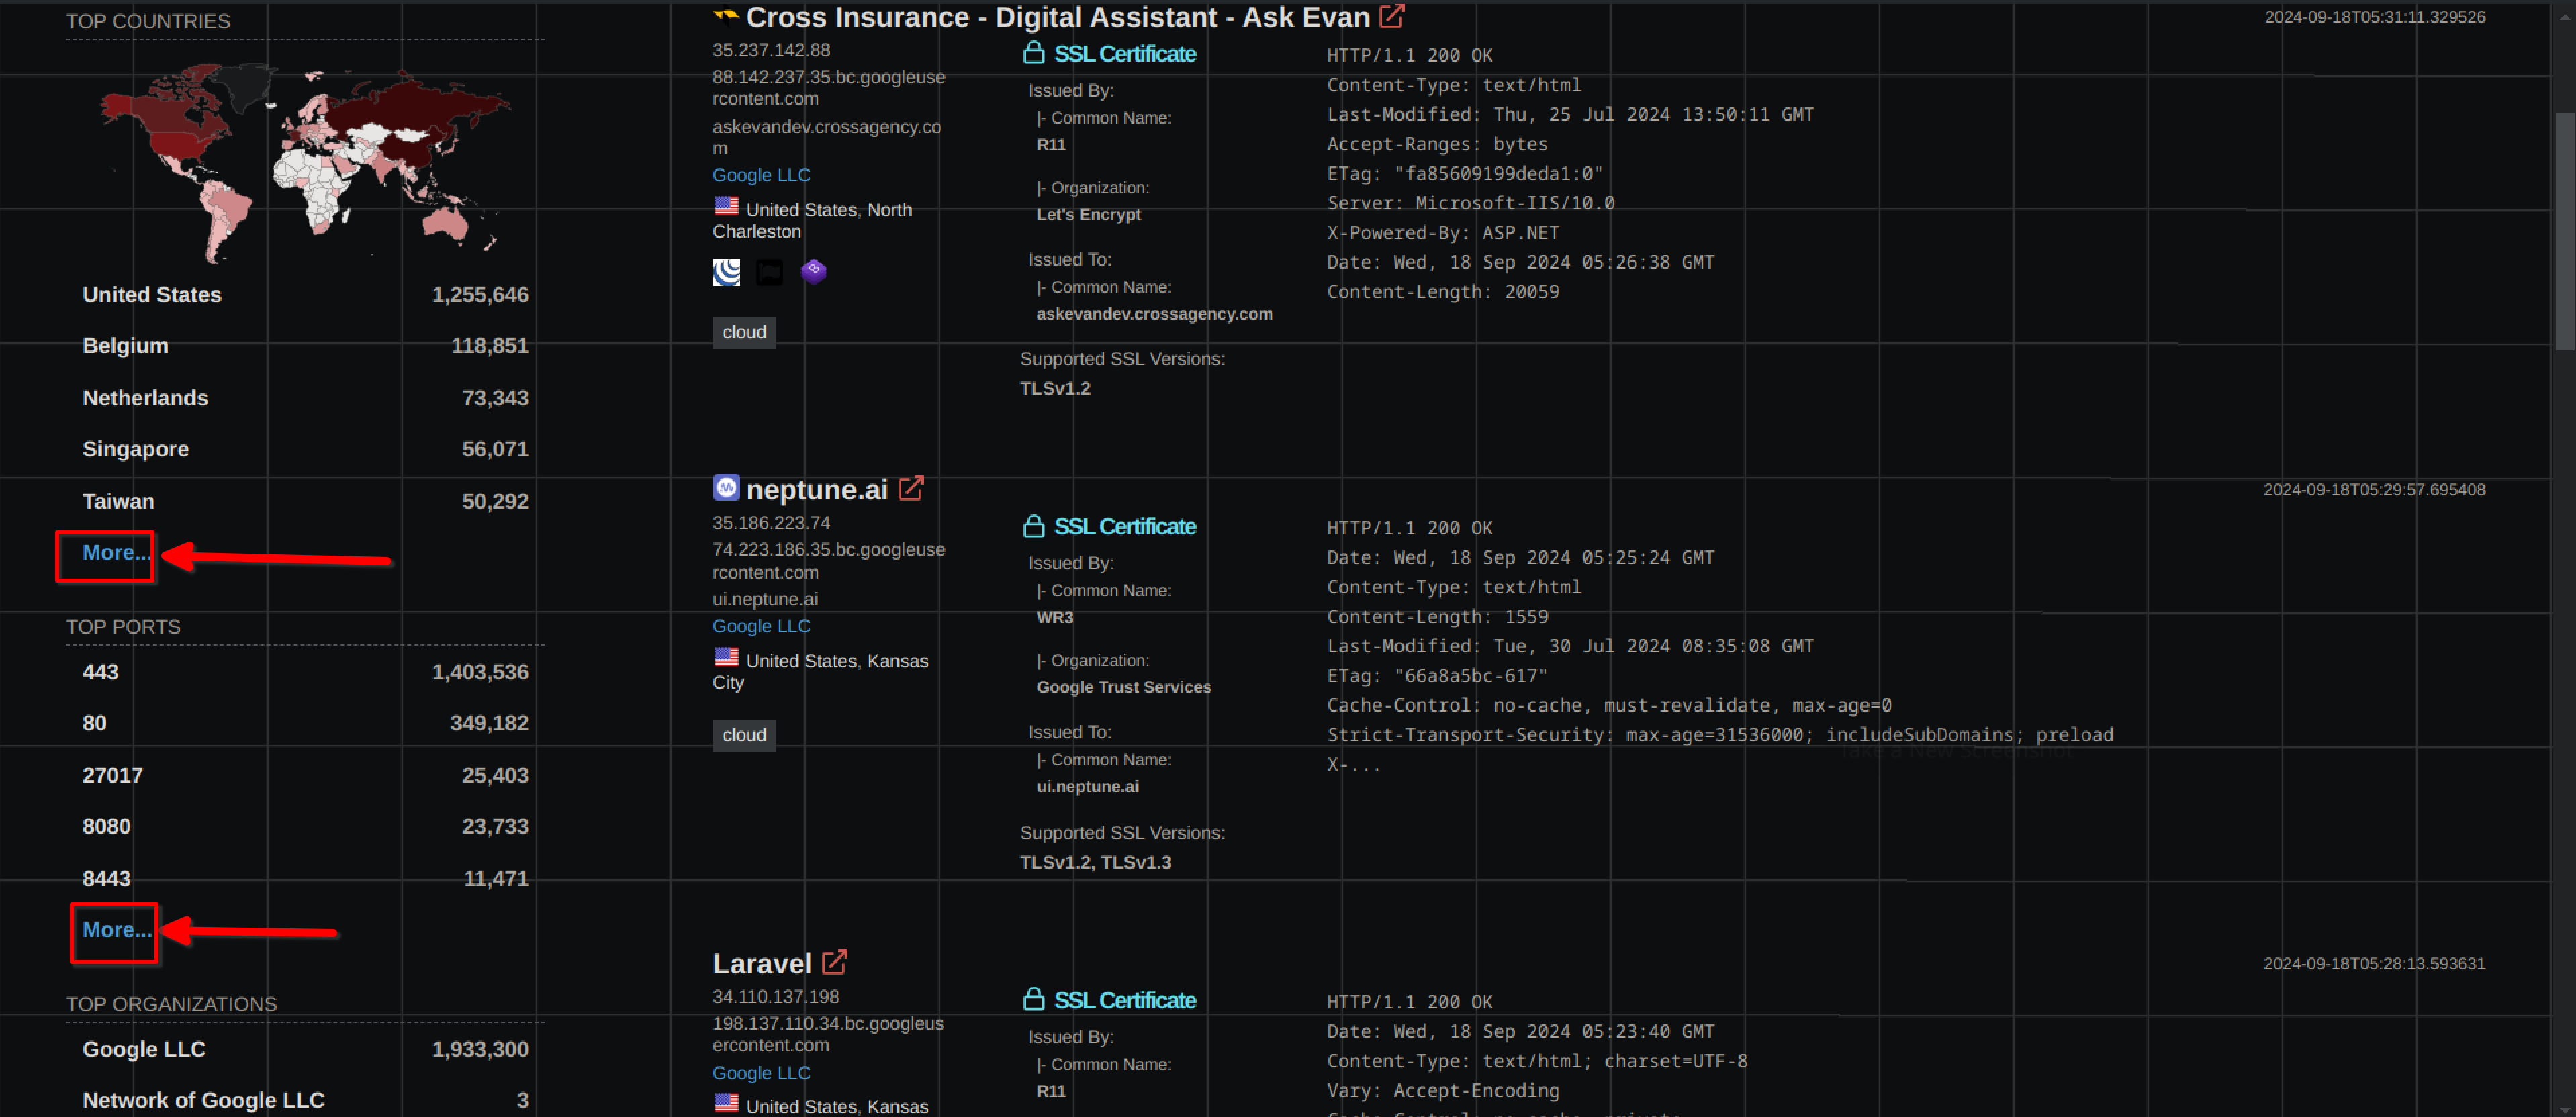 TOP COUNTRIES
United States 1,255,646
Belgium 118,851
Netherlands 73,343
Singapore 56,071
Taiwan 50,292
More...
TOP PORTS
443 1,403,536
80 349,182
27017 25,403
8080 23,733
8443 11,471
More...
TOP ORGANIZATIONS
Google LLC 1,933,300
Network of Google LLC 3
Cross Insurance - Digital Assistant - Ask Evan
2024-09-18T05:31:11.329526
35.237.142.88
88.142.237.35.bc.googleuse
rcontent.com
askevandev.crossagency.co
m
Google LLC
United States, North
Charleston
cloud
SSL Certificate
Issued By:
|- Common Name:
R11
|- Organization:
Let's Encrypt
Issued To:
|- Common Name:
askevandev.crossagency.com
Supported SSL Versions:
TLSv1.2
HTTP/1.1 200 OK
Content-Type: text/html
Last-Modified: Thu, 25 Jul 2024 13:50:11 GMT
Accept-Ranges: bytes
ETag: "fa85609199deda1:0"
Server: Microsoft-IIS/10.0
X-Powered-By: ASP.NET
Date: Wed, 18 Sep 2024 05:26:38 GMT
Content-Length: 20059
neptune.ai
2024-09-18T05:29:57.695408
35.186.223.74
74.223.186.35.bc.googleuse
rcontent.com
ui.neptune.ai
Google LLC
United States, Kansas
City
cloud
SSL Certificate
Issued By:
|- Common Name:
WR3
|- Organization:
Google Trust Services
Issued To:
|- Common Name:
ui.neptune.ai
Supported SSL Versions:
TLSv1.2, TLSv1.3
HTTP/1.1 200 OK
Date: Wed, 18 Sep 2024 05:25:24 GMT
Content-Type: text/html
Content-Length: 1559
Last-Modified: Tue, 30 Jul 2024 08:35:08 GMT
ETag: "66a8a5bc-617"
Cache-Control: no-cache, must-revalidate, max-age=0
Strict-Transport-Security: max-age=31536000; includeSubDomains; preload
Take a New Screenshot
X-...
Laravel
2024-09-18T05:28:13.593631
34.110.137.198
198.137.110.34.bc.googleus
ercontent.com
Google LLC
United States, Kansas
SSL Certificate
Issued By:
|- Common Name:
R11
HTTP/1.1 200 OK
Date: Wed, 18 Sep 2024 05:23:40 GMT
Content-Type: text/html; charset=UTF-8
Vary: Accept-Encoding